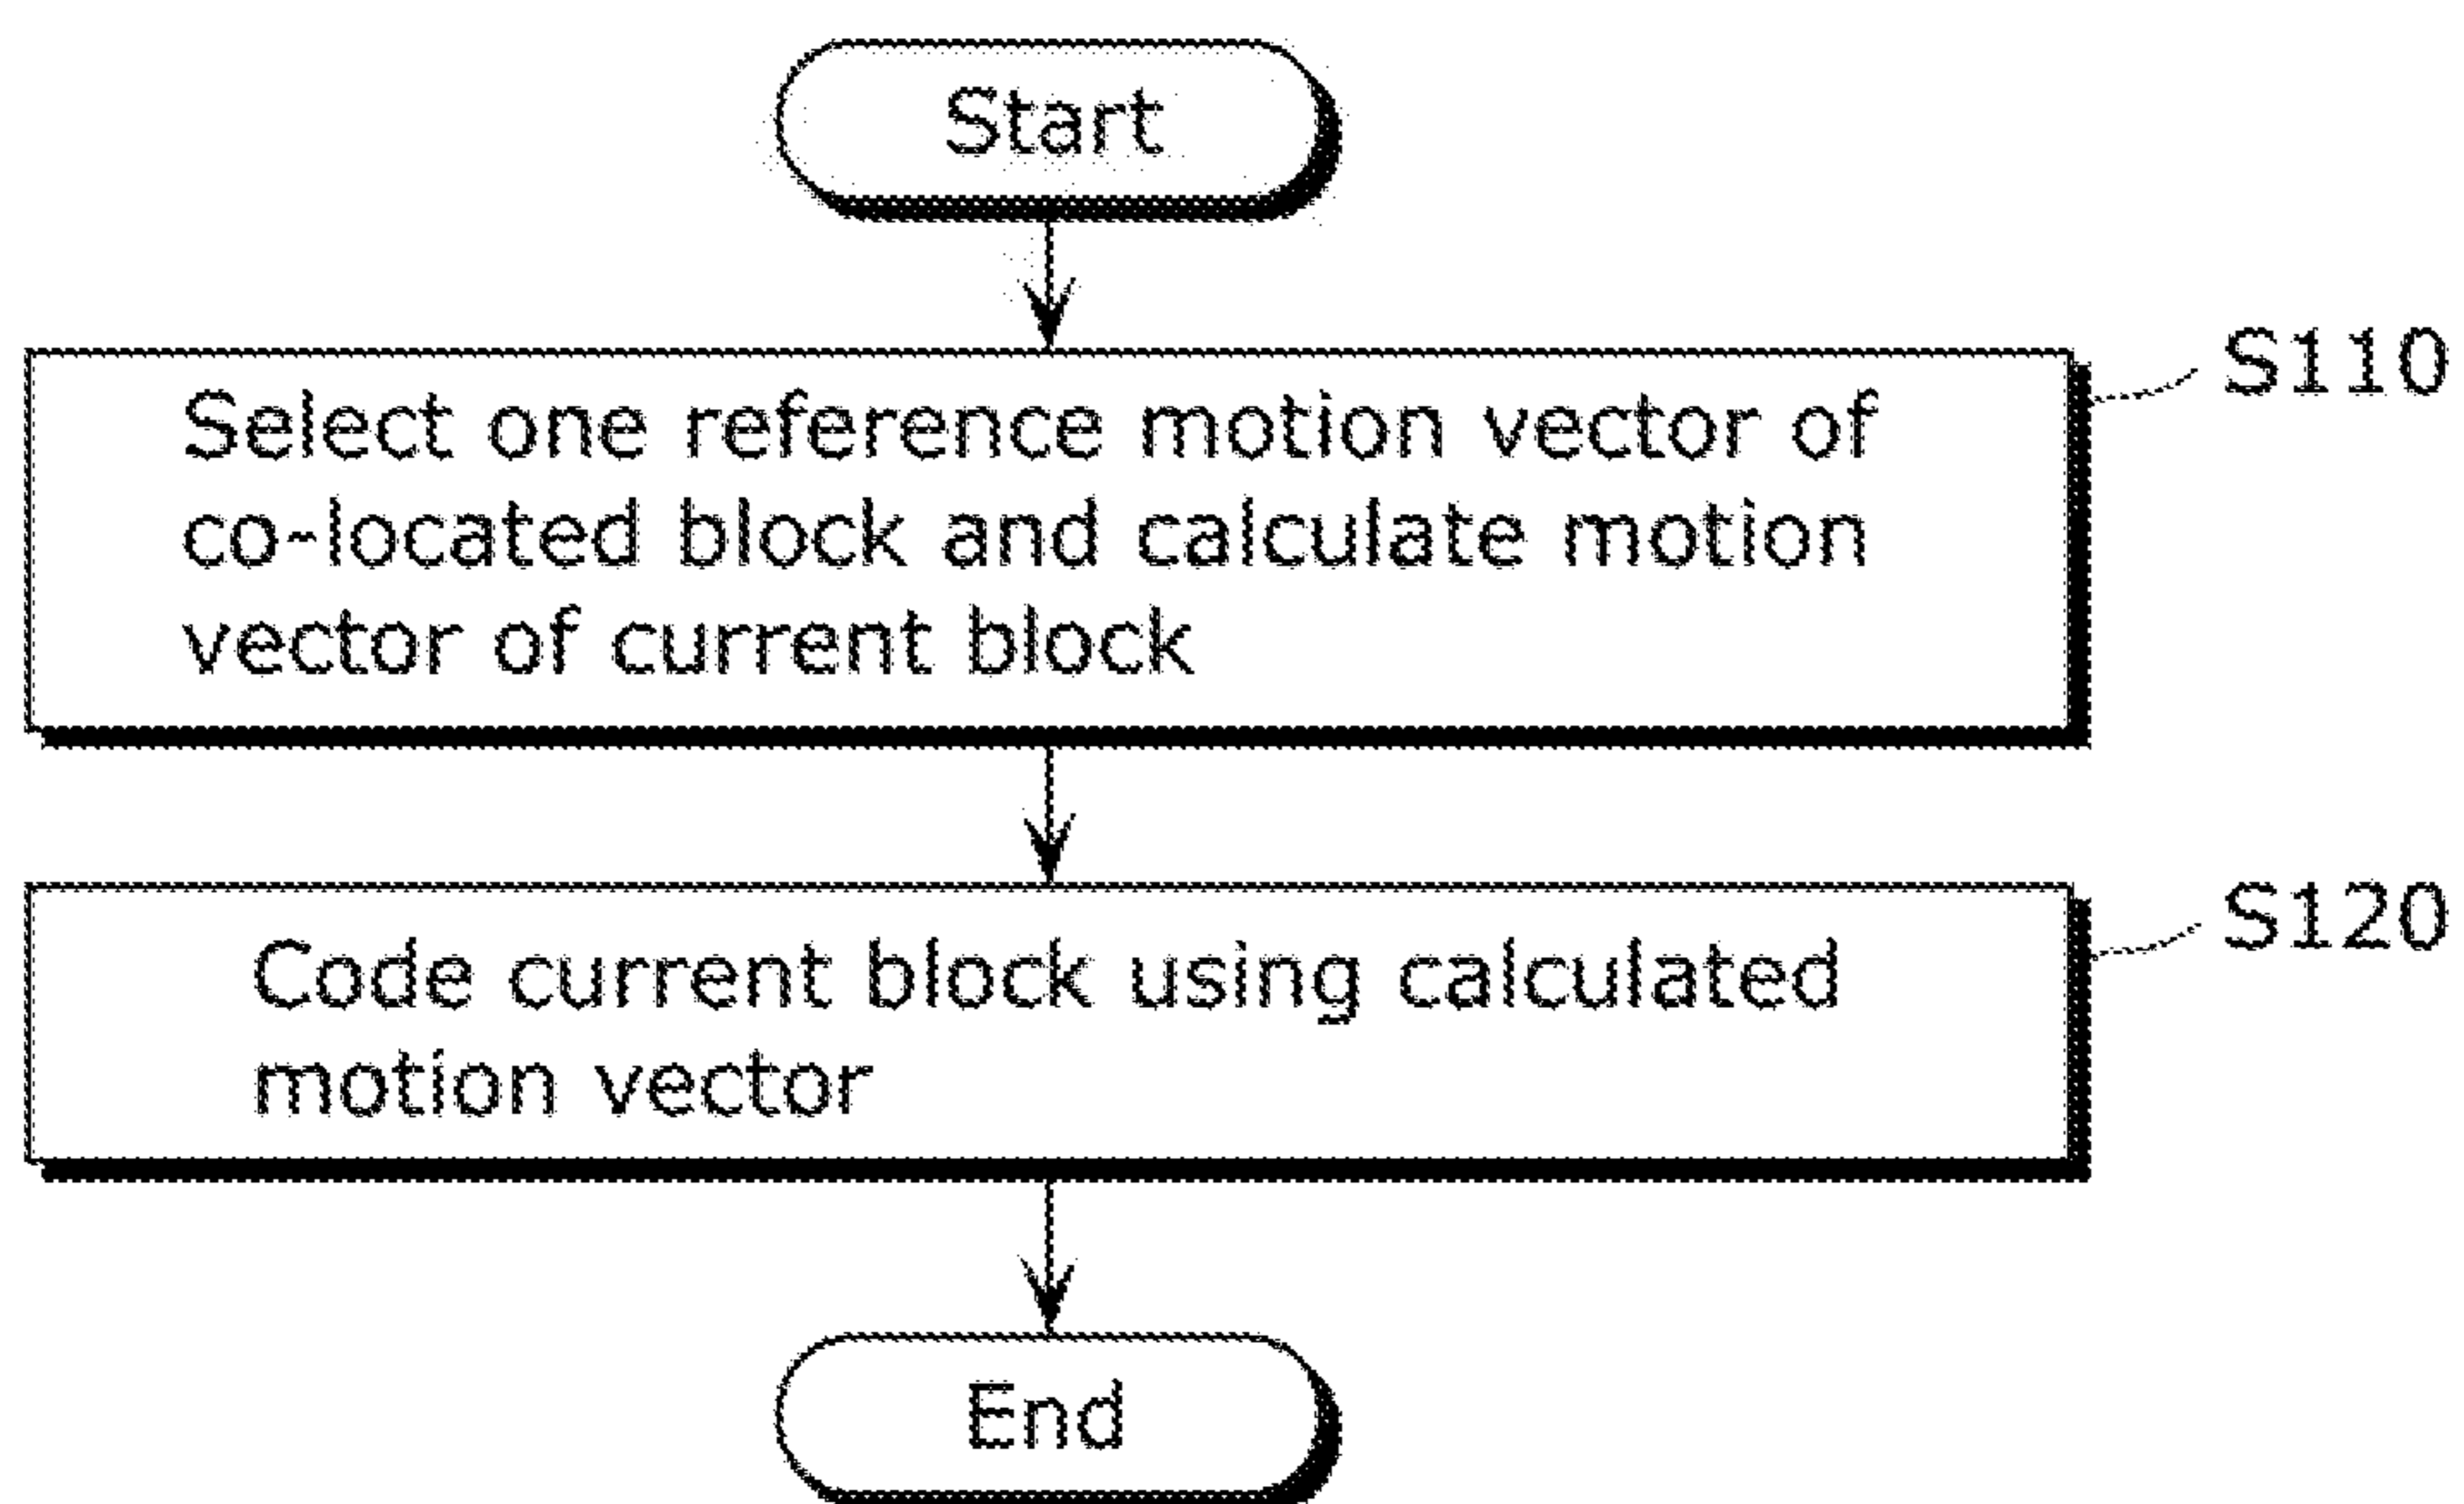 Start
S110
Select one reference motion vector of
co-located block and calculate motion
vector of current block
S120
Code current block using calculated
motion vector
End